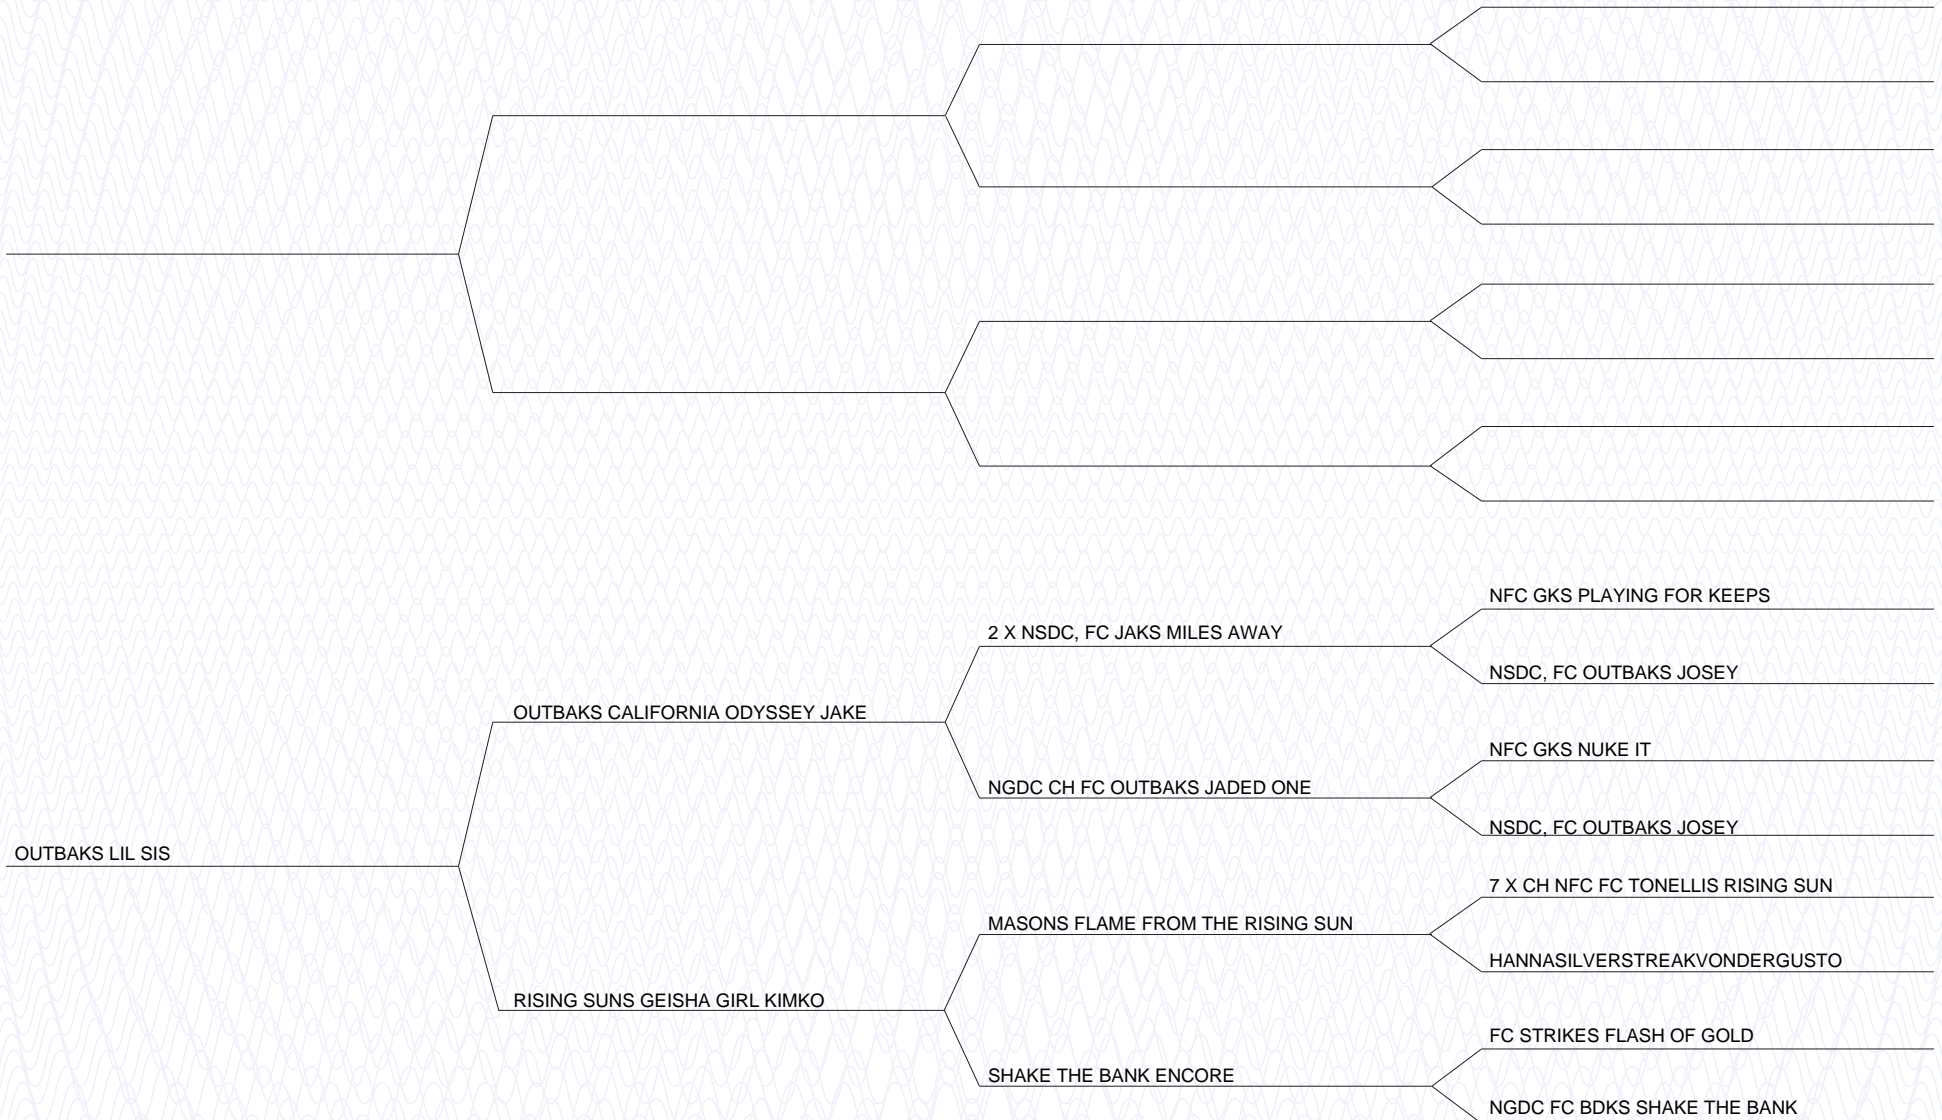 NFC GKS PLAYING FOR KEEPS
2 X NSDC, FC JAKS MILES AWAY
NSDC, FC OUTBAKS JOSEY
OUTBAKS CALIFORNIA ODYSSEY JAKE
NFC GKS NUKE IT
NGDC CH FC OUTBAKS JADED ONE
NSDC, FC OUTBAKS JOSEY
OUTBAKS LIL SIS
7 X CH NFC FC TONELLIS RISING SUN
MASONS FLAME FROM THE RISING SUN
HANNASILVERSTREAKVONDERGUSTO
RISING SUNS GEISHA GIRL KIMKO
FC STRIKES FLASH OF GOLD
SHAKE THE BANK ENCORE
NGDC FC BDKS SHAKE THE BANK